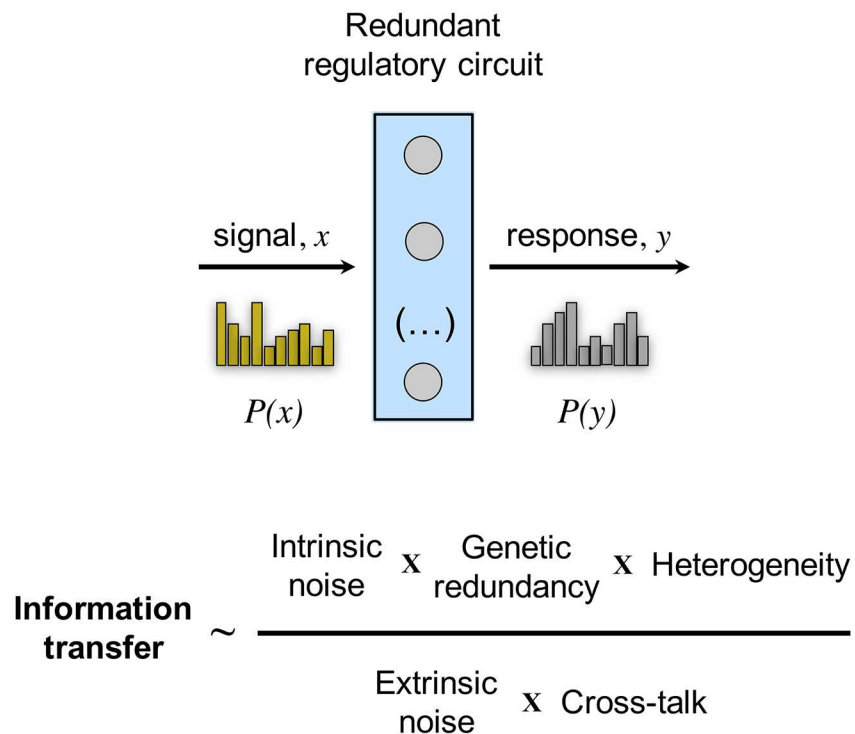 Redundant
regulatory circuit
signal, x
response, y
(...)
P(x)
P(y)
Intrinsic
noise
x
Genetic
redundancy
x
Heterogeneity
Information
transfer
~
Extrinsic
noise
x
Cross-talk